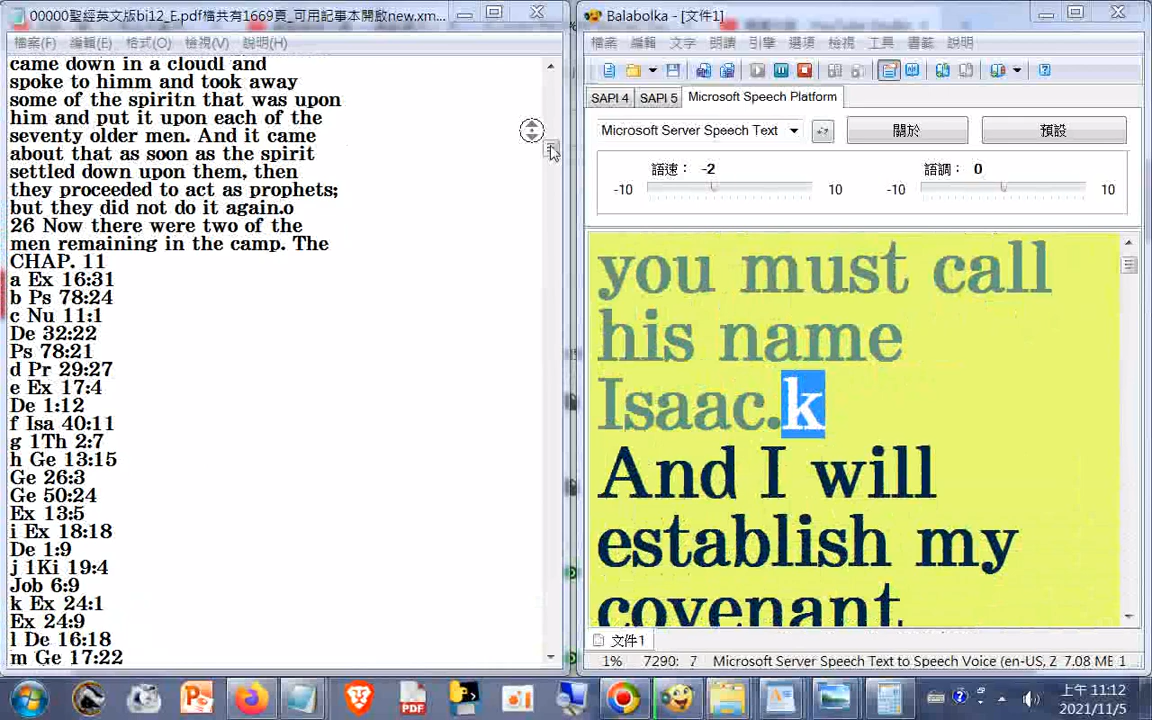 00000聖經英文版bi12_E.pdf檔共有1669頁_可用記事本開啟new.xm...
檔案(F) 編輯(E) 格式(O) 檢視(V) 說明(H)
came down in a cloudl and
spoke to himm and took away
some of the spiritn that was upon
him and put it upon each of the
seventy older men. And it came
about that as soon as the spirit
settled down upon them, then
they proceeded to act as prophets;
but they did not do it again.o
26 Now there were two of the
men remaining in the camp. The
CHAP. 11
a Ex 16:31
b Ps 78:24
c Nu 11:1
De 32:22
Ps 78:21
d Pr 29:27
e Ex 17:4
De 1:12
f Isa 40:11
g 1Th 2:7
h Ge 13:15
Ge 26:3
Ge 50:24
Ex 13:5
i Ex 18:18
De 1:9
j 1Ki 19:4
Job 6:9
k Ex 24:1
Ex 24:9
l De 16:18
m Ge 17:22
Balabolka - [文件1]
檔案 編輯 文字 朗讀 引擎 選項 檢視 工具 書籤 說明
SAPI 4 SAPI 5 Microsoft Speech Platform
Microsoft Server Speech Text 關於 預設
語速: -2 語調: 0
-10 10 -10 10
you must call
his name
Isaac.k
And I will
establish my
covenant
文件1
1% 7290: 7 Microsoft Server Speech Text to Speech Voice (en-US, Z 7.08 ME 1
PDF
上午 11:12
2021/11/5